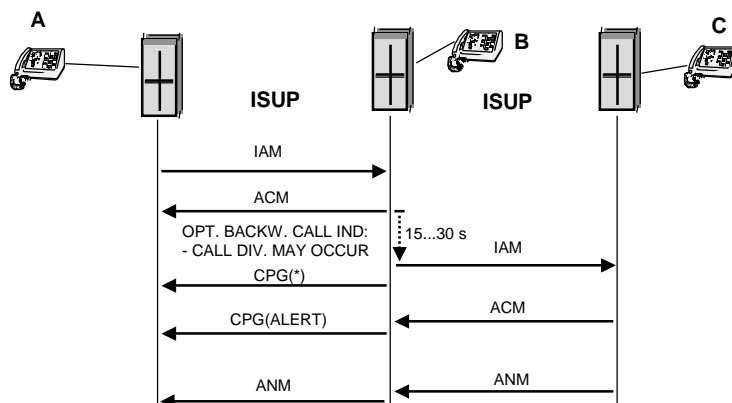 A
B
C
ISUP
ISUP
IAM
ACM
OPT. BACKW. CALL IND:
- CALL DIV. MAY OCCUR
15...30 s
IAM
CPG(*)
ACM
CPG(ALERT)
ANM
ANM